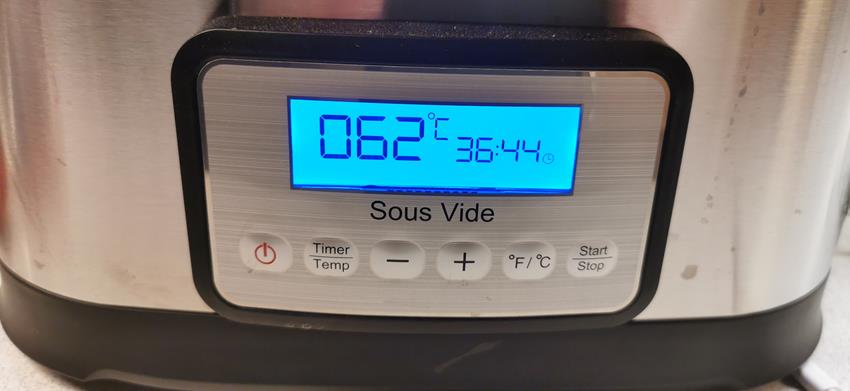 062°C 36:44
Sous Vide
Timer
Temp
− + °F/°C
Start
Stop